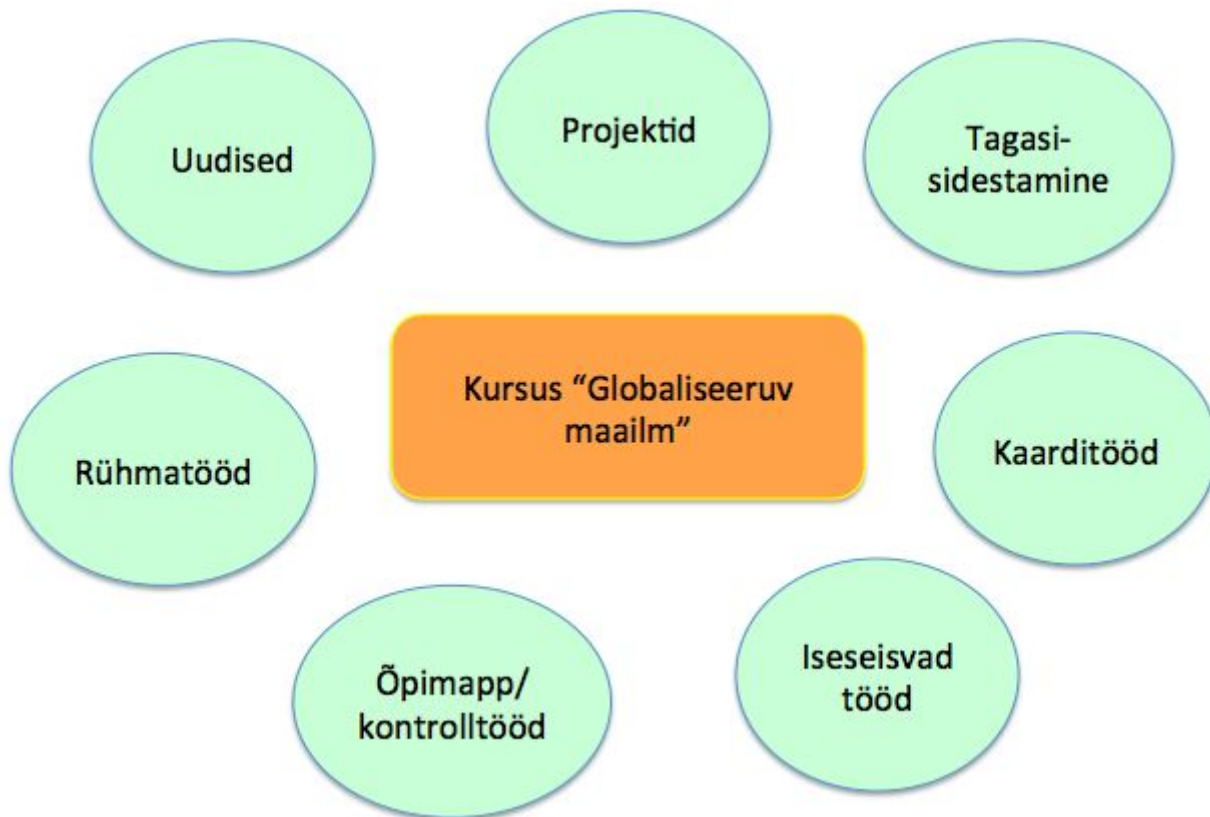 Uudised
Projektid
Tagasi-
sidestamine
Kursus “Globaliseeruv
maailm”
Rühmatööd
Kaarditööd
Õpimapp/
kontrolltööd
Iseseisvad
tööd